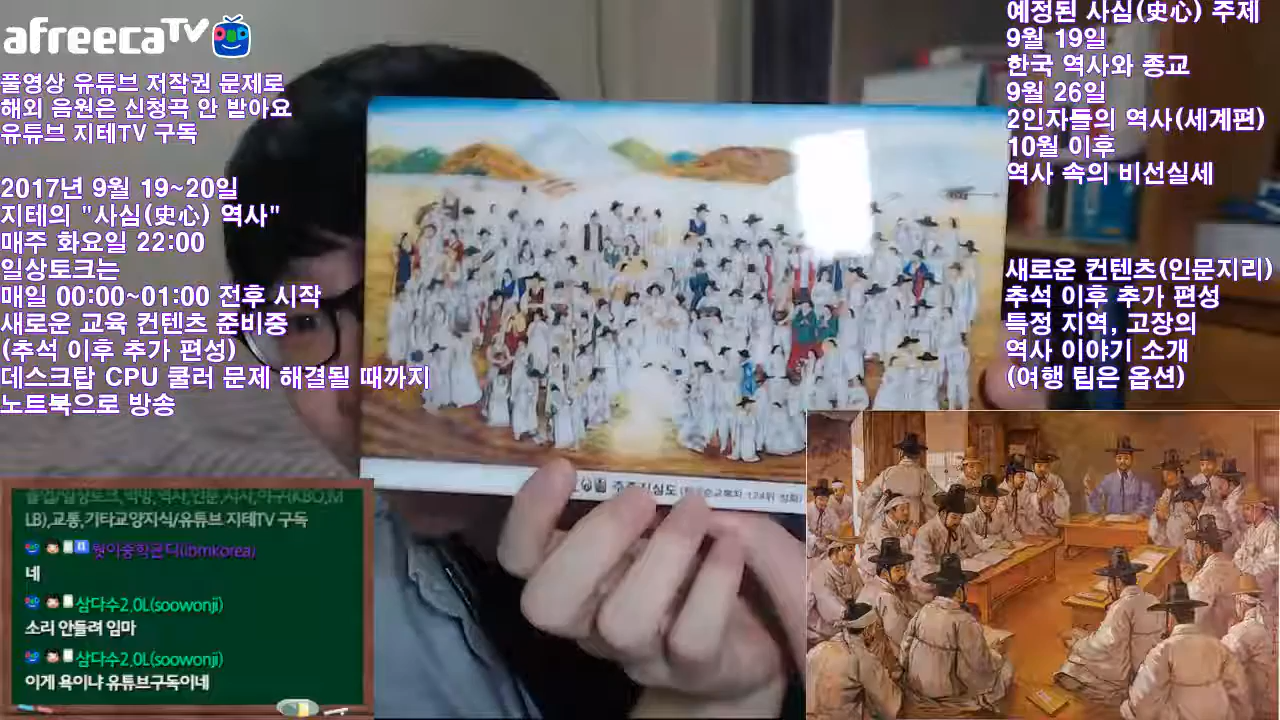 afreecaTV
풀영상 유튜브 저작권 문제로
해외 음원은 신청곡 안 받아요
유튜브 지테TV 구독
2017년 9월 19~20일
지테의 "사심(史心) 역사"
매주 화요일 22:00
일상토크는
매일 00:00~01:00 전후 시작
새로운 교육 컨텐츠 준비중
(추석 이후 추가 편성)
데스크탑 CPU 쿨러 문제 해결될 때까지
노트북으로 방송
예정된 사심(史心) 주제
9월 19일
한국 역사와 종교
9월 26일
2인자들의 역사(세계편)
10월 이후
역사 속의 비선실세
새로운 컨텐츠(인문지리)
추석 이후 추가 편성
특정 지역, 고장의
역사 이야기 소개
(여행 팁은 옵션)
LB),교통,기타교양지식/유튜브 지테TV 구독
(ibmkorea)
네
삼다수2.0L(soowonji)
소리 안들려 임마
삼다수2.0L(soowonji)
이게 욕이냐 유튜브구독이네